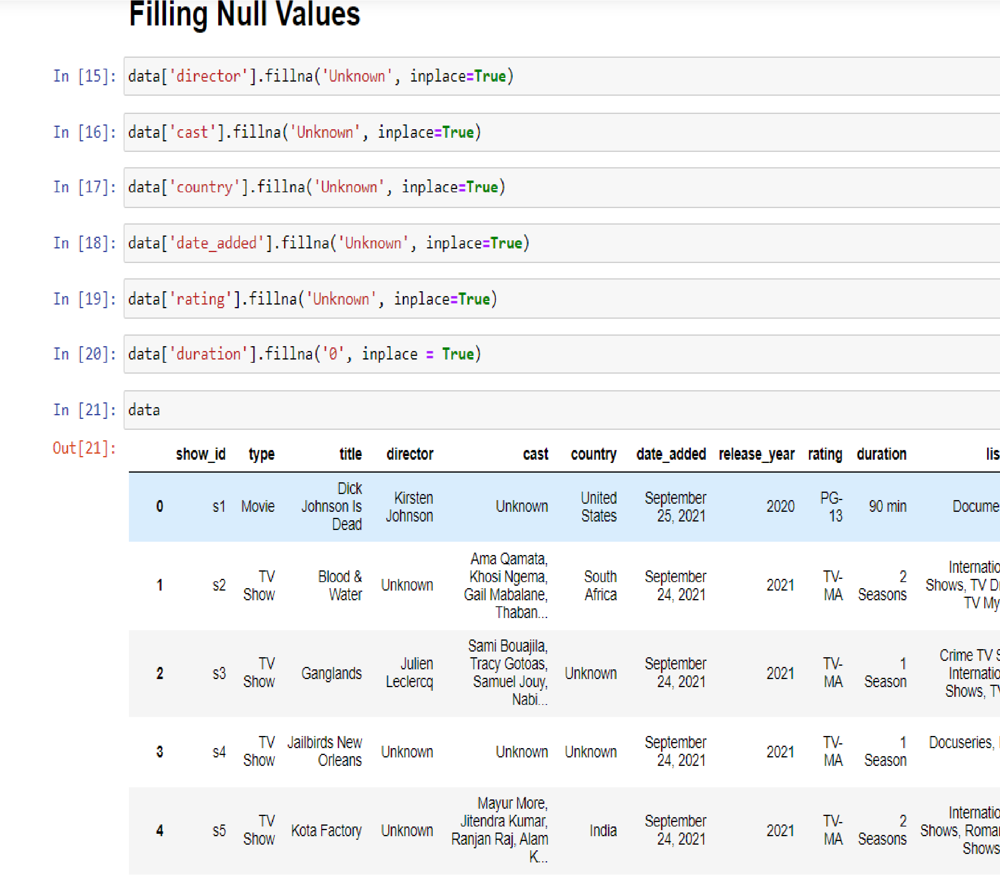 Filling Null Values
In [15]: data['director'].fillna('Unknown', inplace=True)
In [16]: data['cast'].fillna('Unknown', inplace=True)
In [17]: data['country'].fillna('Unknown', inplace=True)
In [18]: data['date_added'].fillna('Unknown', inplace=True)
In [19]: data['rating'].fillna('Unknown', inplace=True)
In [20]: data['duration'].fillna('0', inplace = True)
In [21]: data
Out[21]:
show_id type title director cast country date_added release_year rating duration lis
0 s1 Movie Dick Johnson Is Dead Kirsten Johnson Unknown United States September 25, 2021 2020 PG-13 90 min Docume
1 s2 TV Show Blood & Water Unknown Ama Qamata, Khosi Ngema, Gail Mabalane, Thaban... South Africa September 24, 2021 2021 TV-MA 2 Seasons Internatio Shows, TV D TV My
2 s3 TV Show Ganglands Julien Leclercq Sami Bouajila, Tracy Gotoas, Samuel Jouy, Nabi... Unknown September 24, 2021 2021 TV-MA 1 Season Crime TV S Internatio Shows, TV
3 s4 TV Show Jailbirds New Orleans Unknown Unknown Unknown September 24, 2021 2021 TV-MA 1 Season Docuseries,
4 s5 TV Show Kota Factory Unknown Mayur More, Jitendra Kumar, Ranjan Raj, Alam K... India September 24, 2021 2021 TV-MA 2 Seasons Internatio Shows, Roman Shows